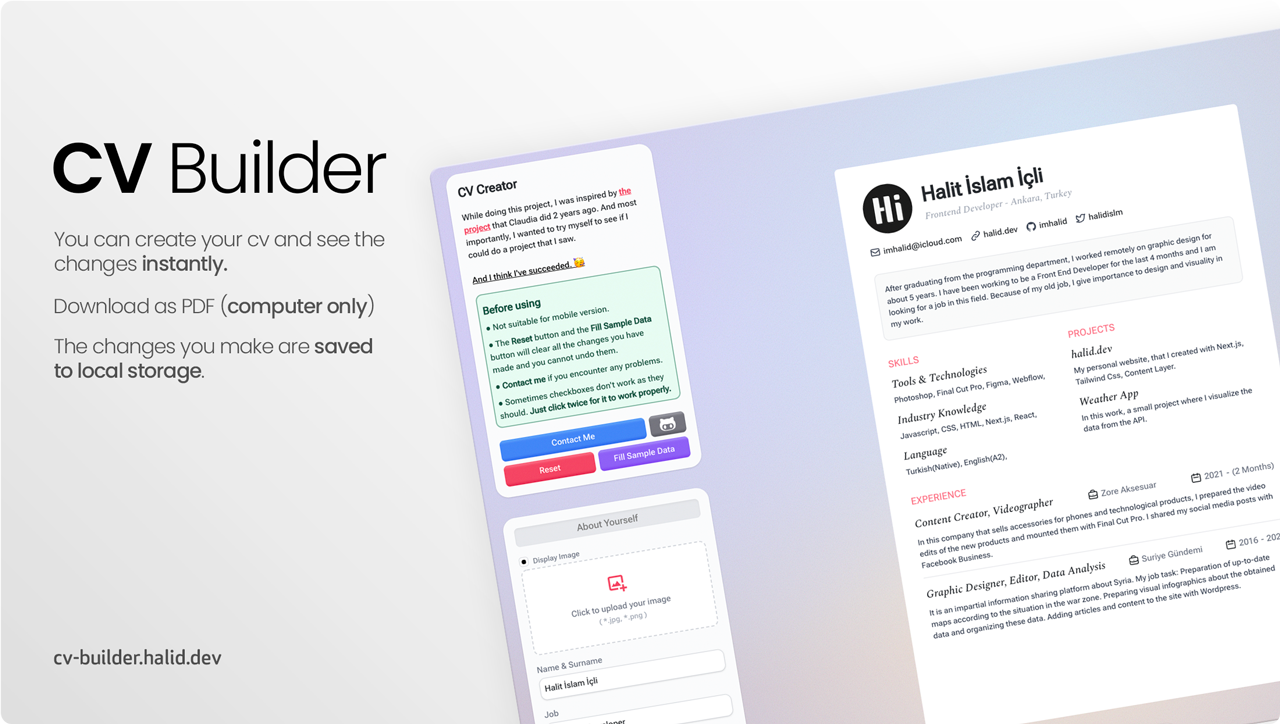 CV Builder
You can create your cv and see the
changes instantly.
Download as PDF (computer only)
The changes you make are saved
to local storage.
cv-builder.halid.dev
CV Creator
While doing this project, I was inspired by the
project that Claudia did 2 years ago. And most
importantly, I wanted to try myself to see if I
could do a project that I saw.
And I think I've succeeded.
Before using
• Not suitable for mobile version.
• The Reset button and the Fill Sample Data
button will clear all the changes you have
made and you cannot undo them.
• Contact me if you encounter any problems.
• Sometimes checkboxes don't work as they
should. Just click twice for it to work properly.
Contact Me
Reset
Fill Sample Data
About Yourself
Display Image
Click to upload your image
( *.jpg, *.png )
Name & Surname
Halit İslam İçli
Job
Hi
Halit İslam İçli
Frontend Developer - Ankara, Turkey
imhalid@icloud.com
halid.dev
imhalid
halidislm
After graduating from the programming department, I worked remotely on graphic design for
about 5 years. I have been working to be a Front End Developer for the last 4 months and I am
looking for a job in this field. Because of my old job, I give importance to design and visuality in
my work.
SKILLS
Tools & Technologies
Photoshop, Final Cut Pro, Figma, Webflow,
Industry Knowledge
Javascript, CSS, HTML, Next.js, React,
Language
Turkish(Native), English(A2),
PROJECTS
halid.dev
My personal website, that I created with Next.js,
Tailwind Css, Content Layer.
Weather App
In this work, a small project where I visualize the
data from the API.
EXPERIENCE
Content Creator, Videographer
Zore Aksesuar
2021 - (2 Months)
In this company that sells accessories for phones and technological products, I prepared the video
edits of the new products and mounted them with Final Cut Pro. I shared my social media posts with
Facebook Business.
Graphic Designer, Editor, Data Analysis
Suriye Gündemi
2016 - 202
It is an impartial information sharing platform about Syria. My job task: Preparation of up-to-date
maps according to the situation in the war zone. Preparing visual infographics about the obtained
data and organizing these data. Adding articles and content to the site with Wordpress.